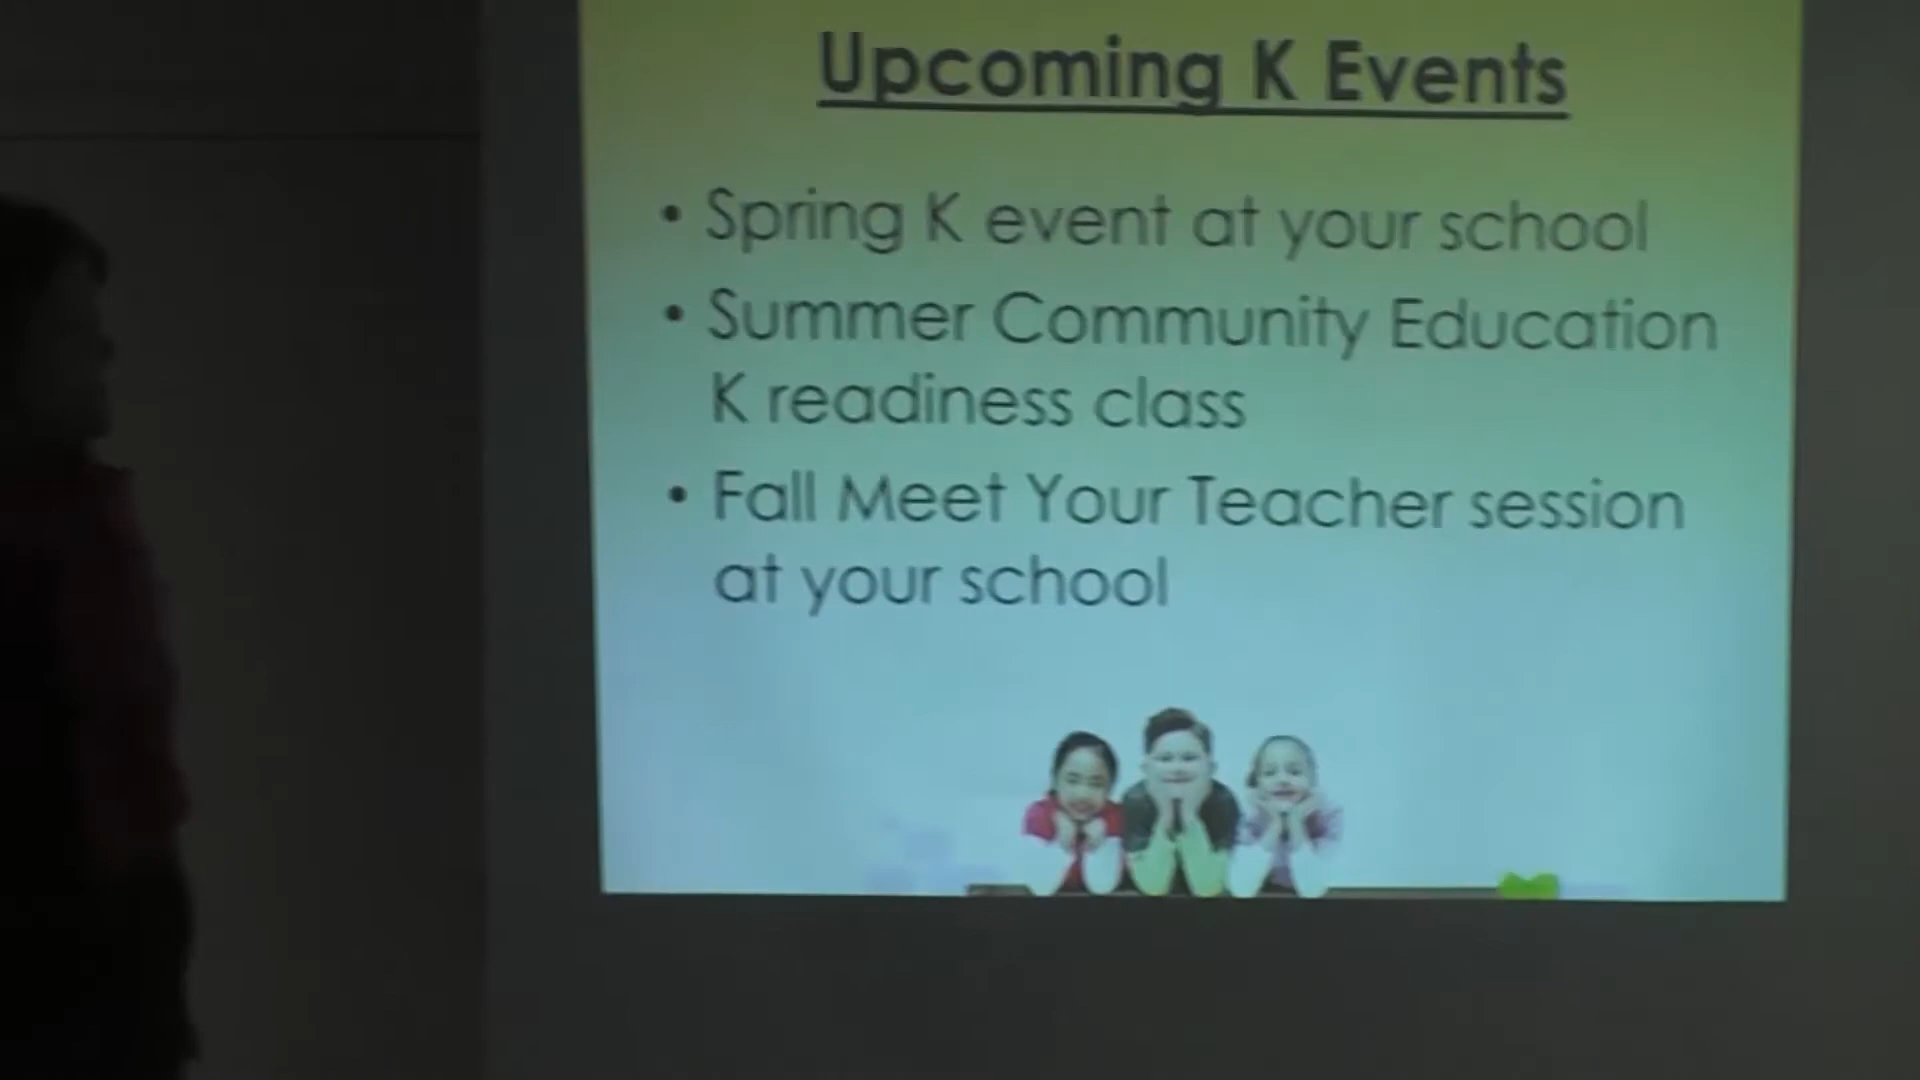 Upcoming K Events
• Spring K event at your school
• Summer Community Education
K readiness class
• Fall Meet Your Teacher session
at your school